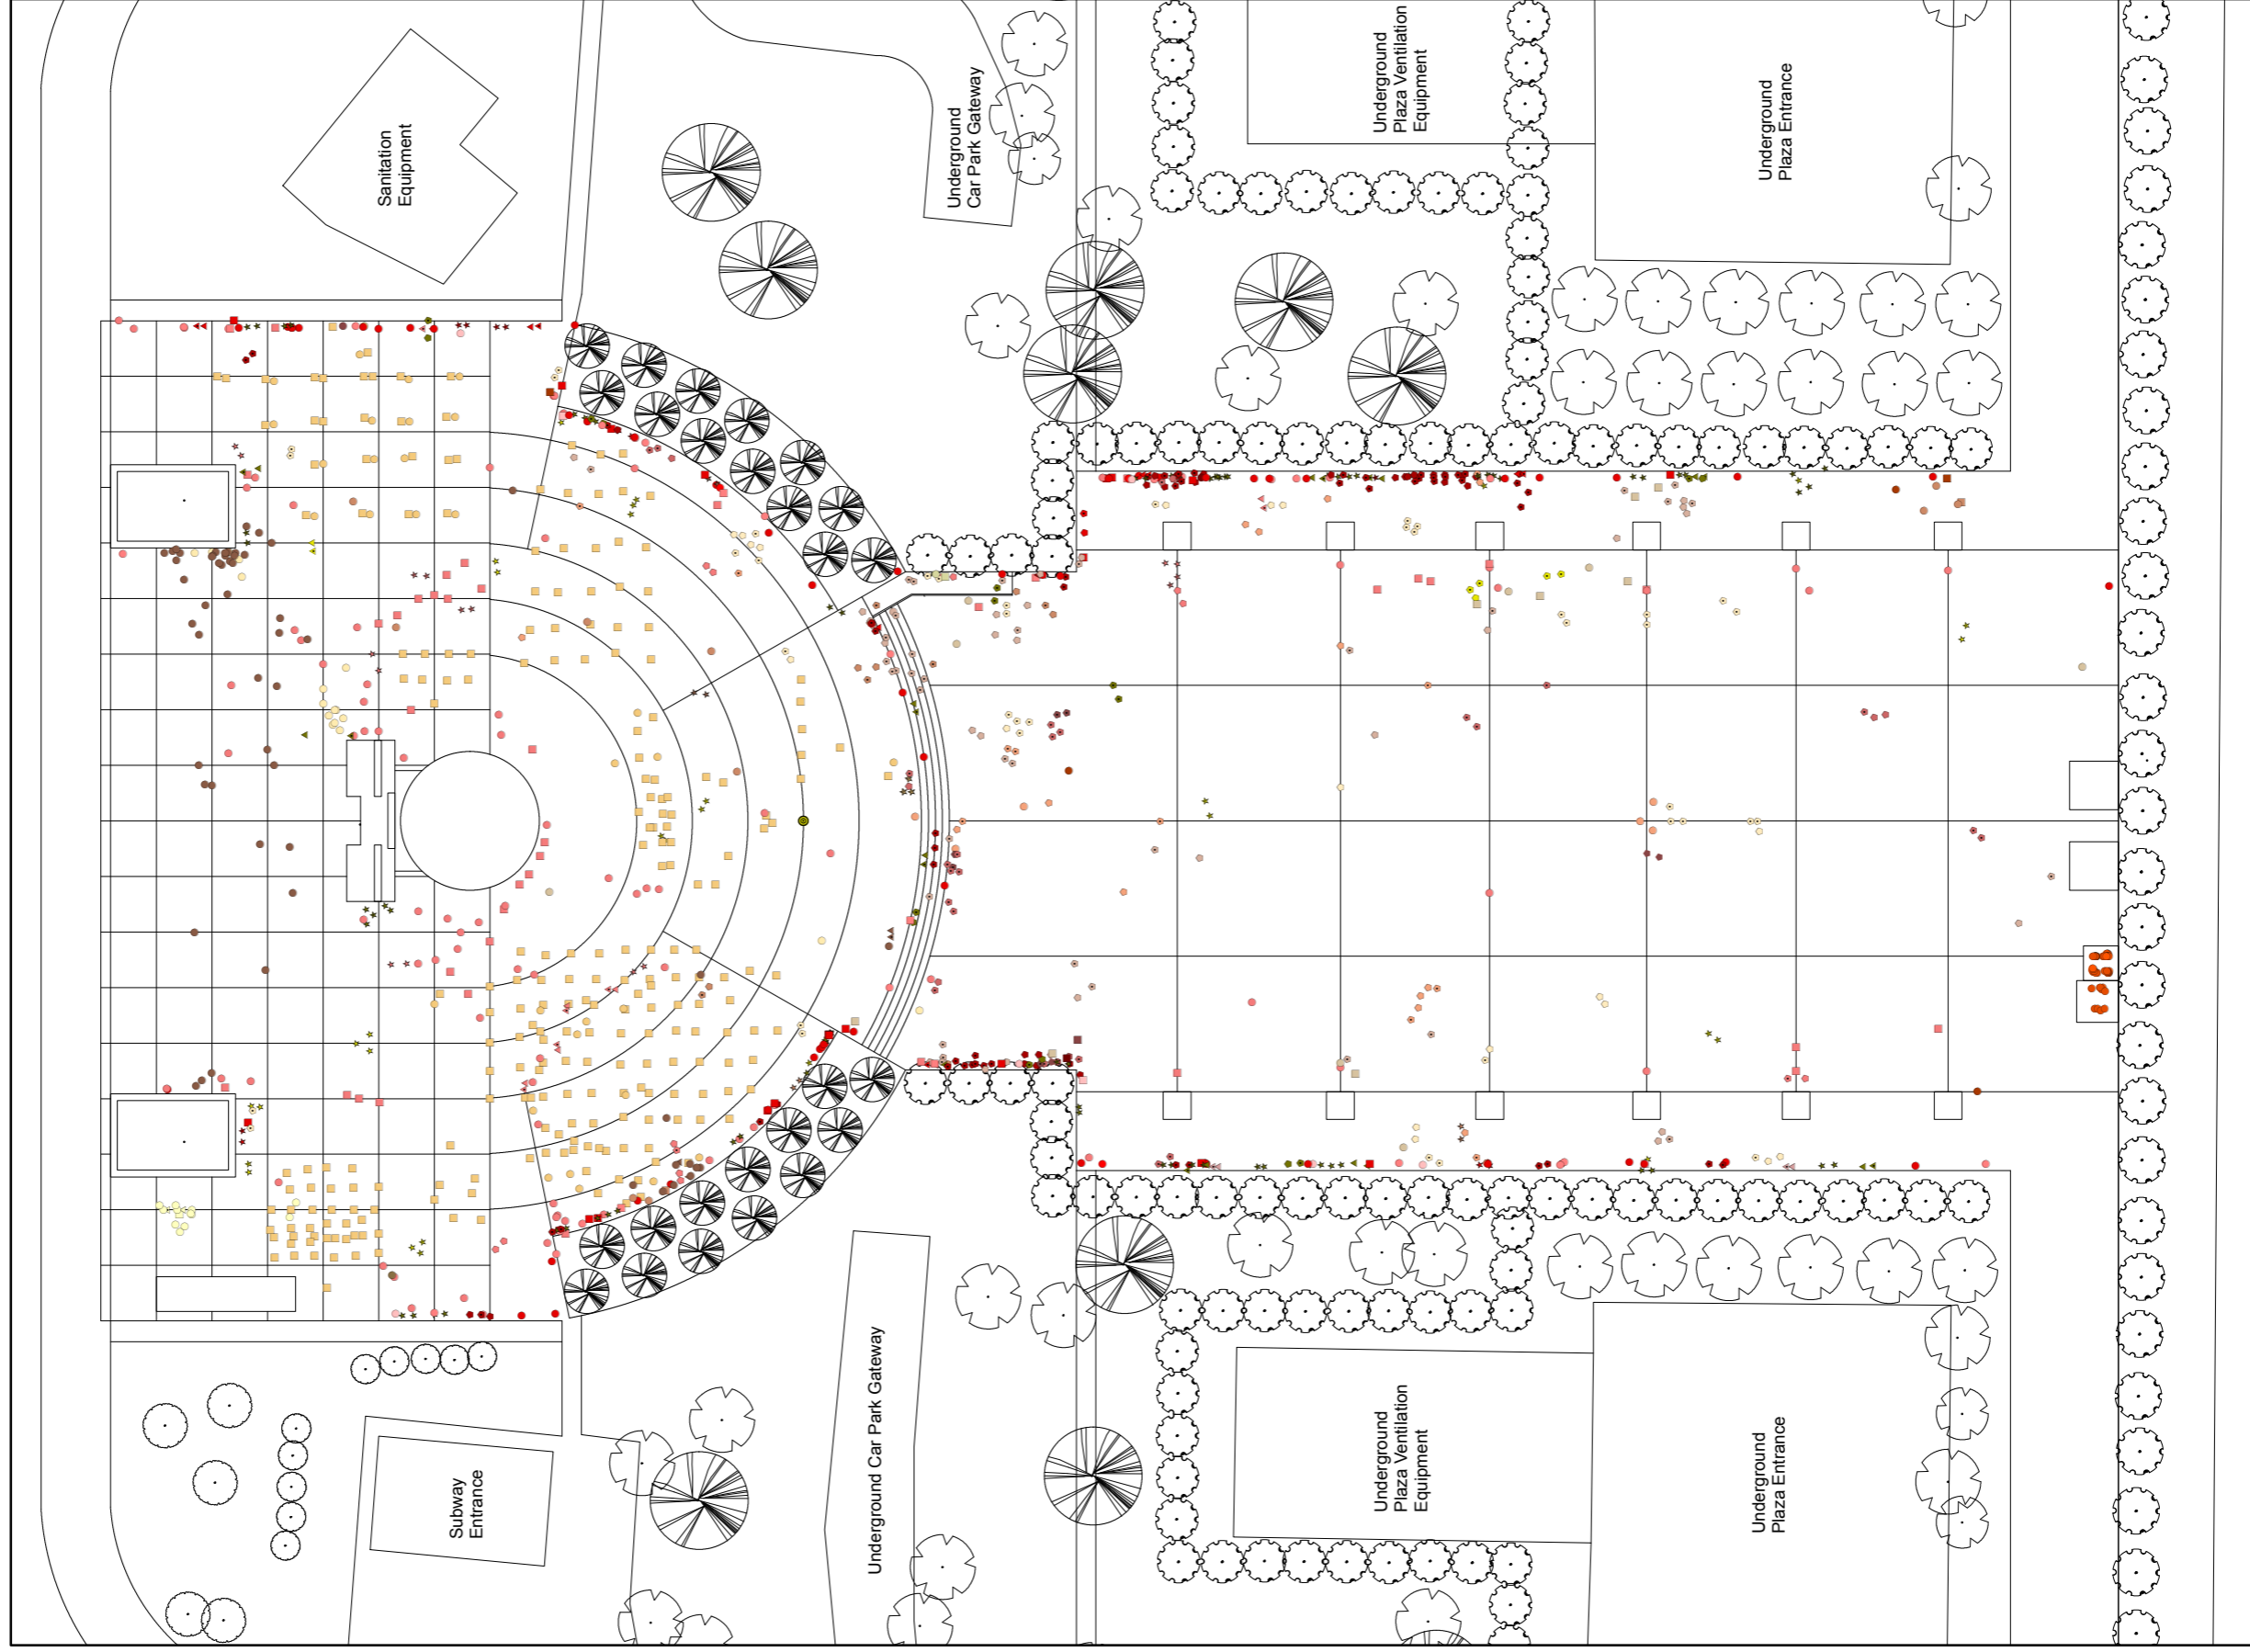 Sanitation
Equipment
Underground
Car Park Gateway
Underground
Plaza Ventilation
Equipment
Underground
Plaza Entrance
Subway
Entrance
Underground Car Park Gateway
Underground
Plaza Ventilation
Equipment
Underground
Plaza Entrance